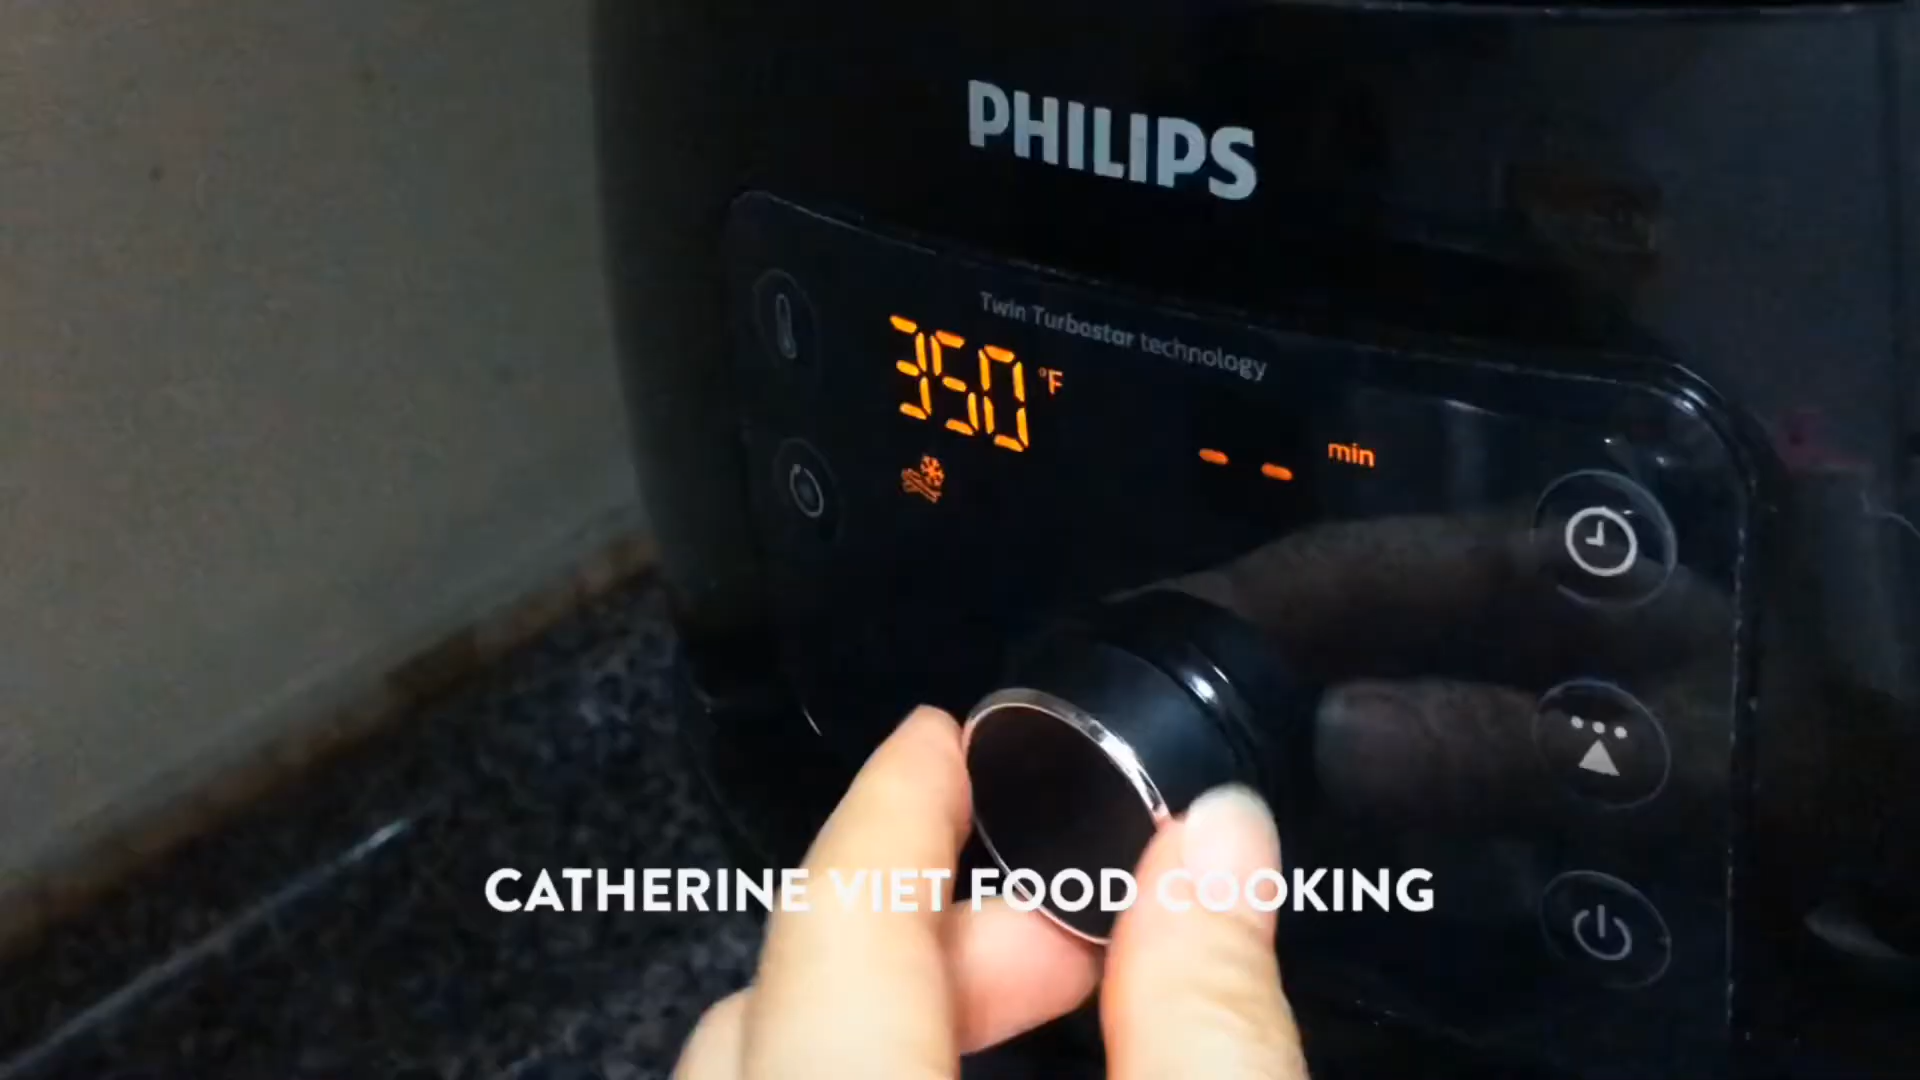 PHILIPS
Twin Turbostar technology
350 °F
-- min
CATHERINE VIET FOOD COOKING